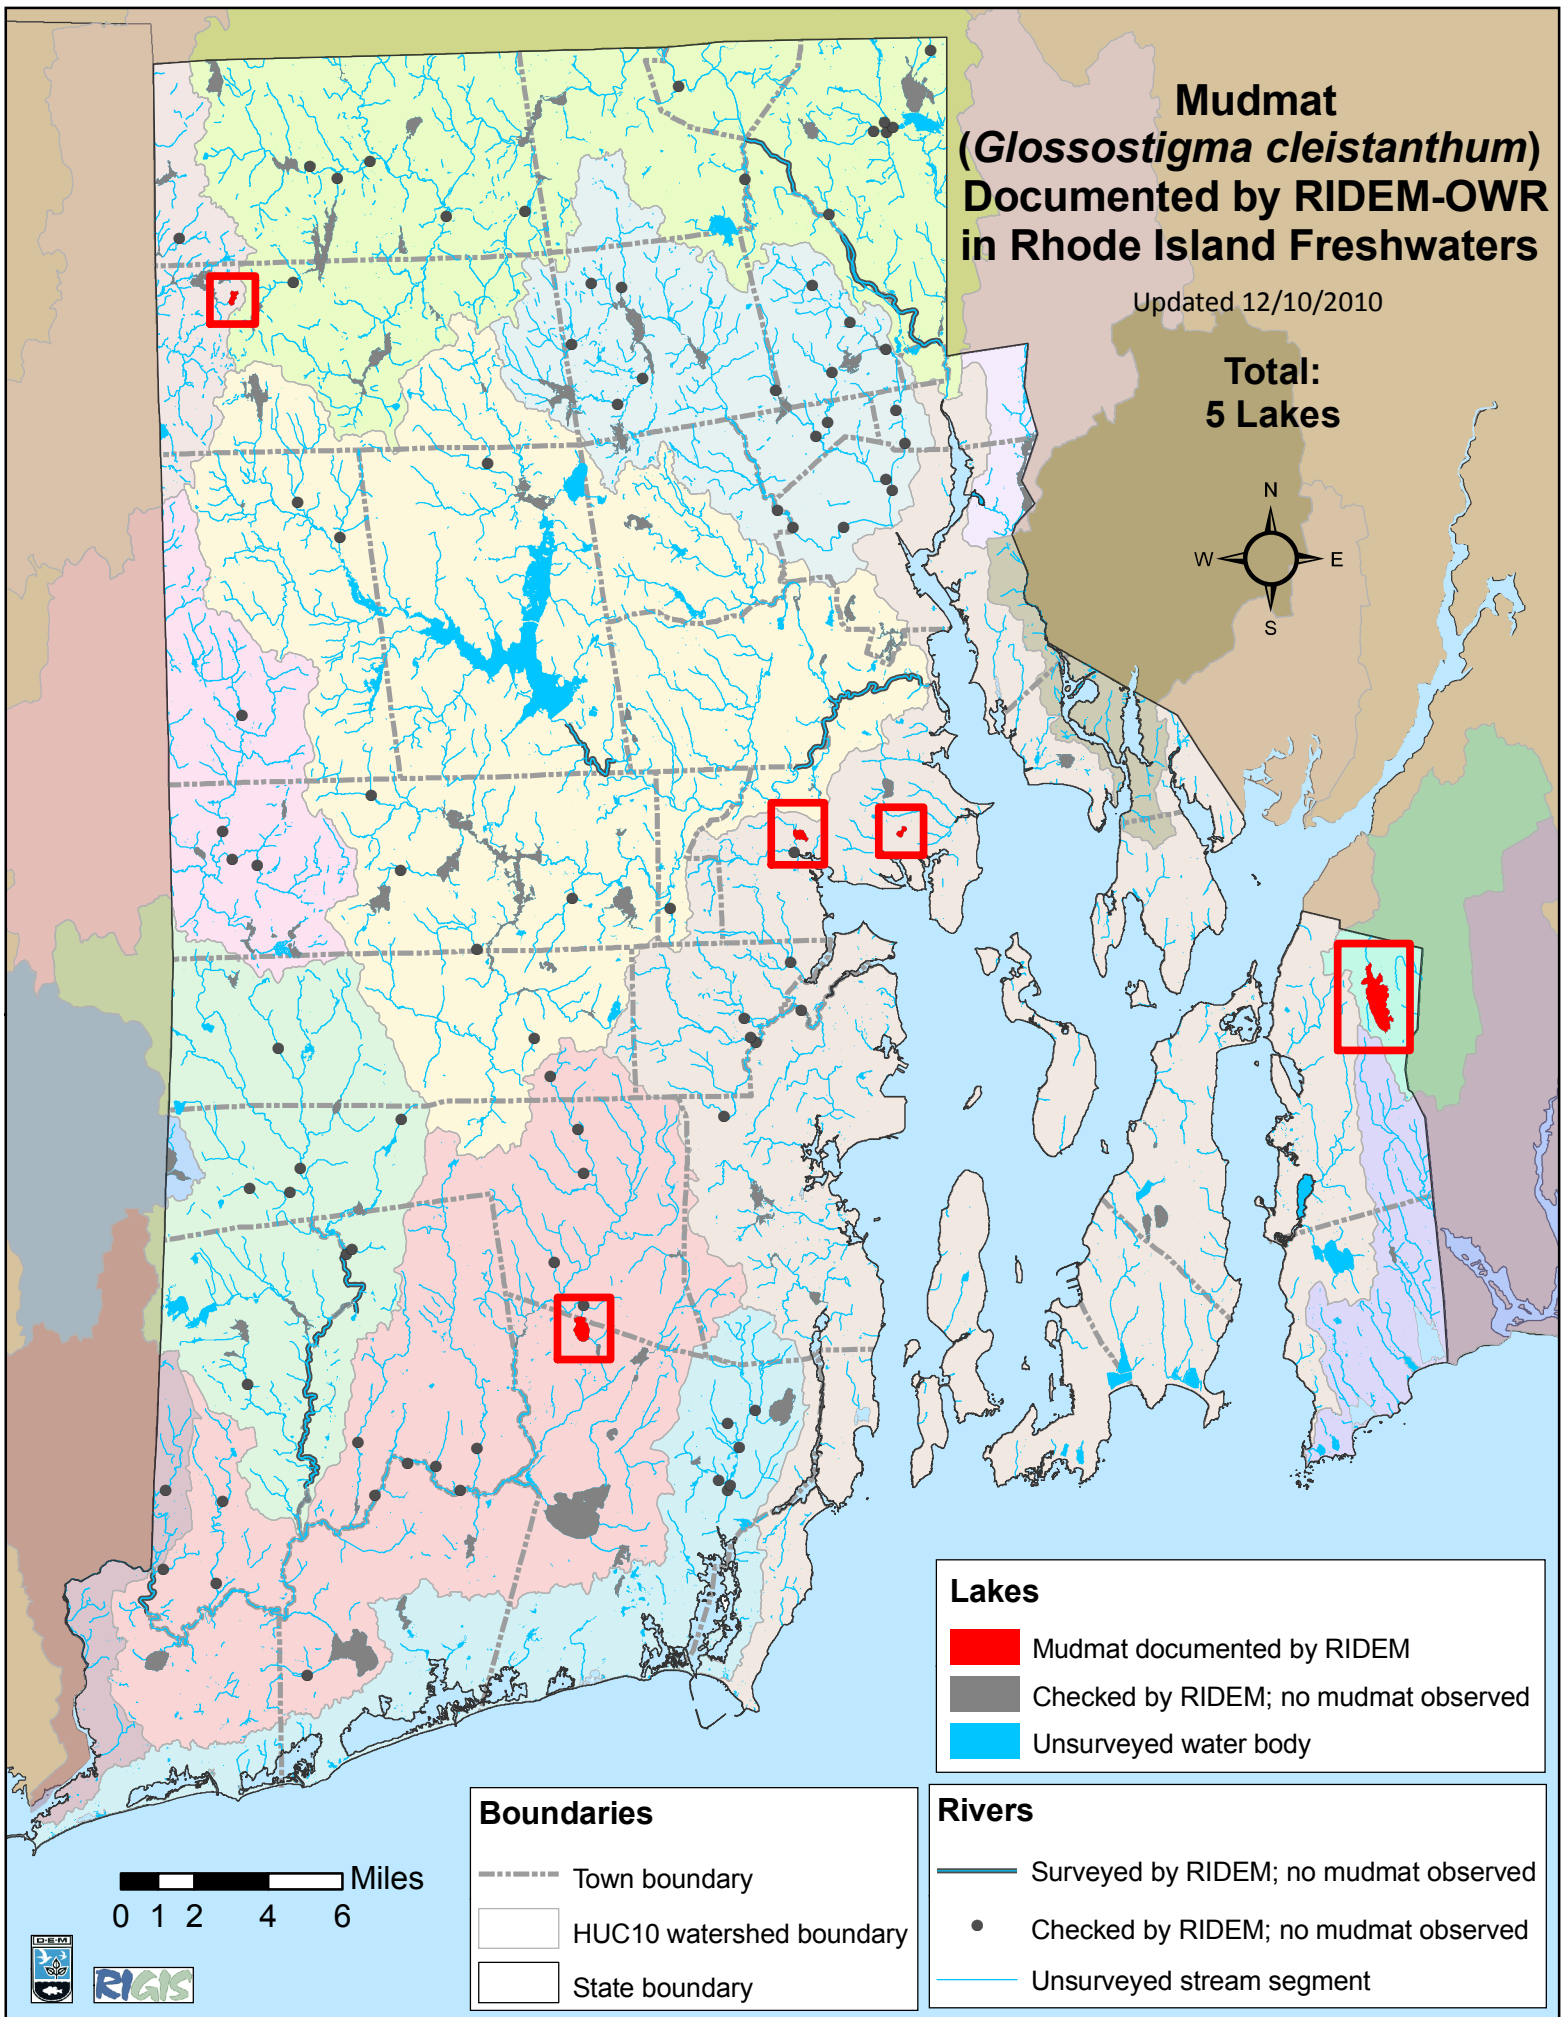 Mudmat
(Glossostigma cleistanthum)
Documented by RIDEM-OWR
in Rhode Island Freshwaters
Updated 12/10/2010
Total:
5 Lakes
N
W E
S
Lakes
Mudmat documented by RIDEM
Checked by RIDEM; no mudmat observed
Unsurveyed water body
Boundaries
Town boundary
HUC10 watershed boundary
State boundary
Rivers
Surveyed by RIDEM; no mudmat observed
Checked by RIDEM; no mudmat observed
Unsurveyed stream segment
Miles
0 1 2 4 6
D·E·M
RIGIS